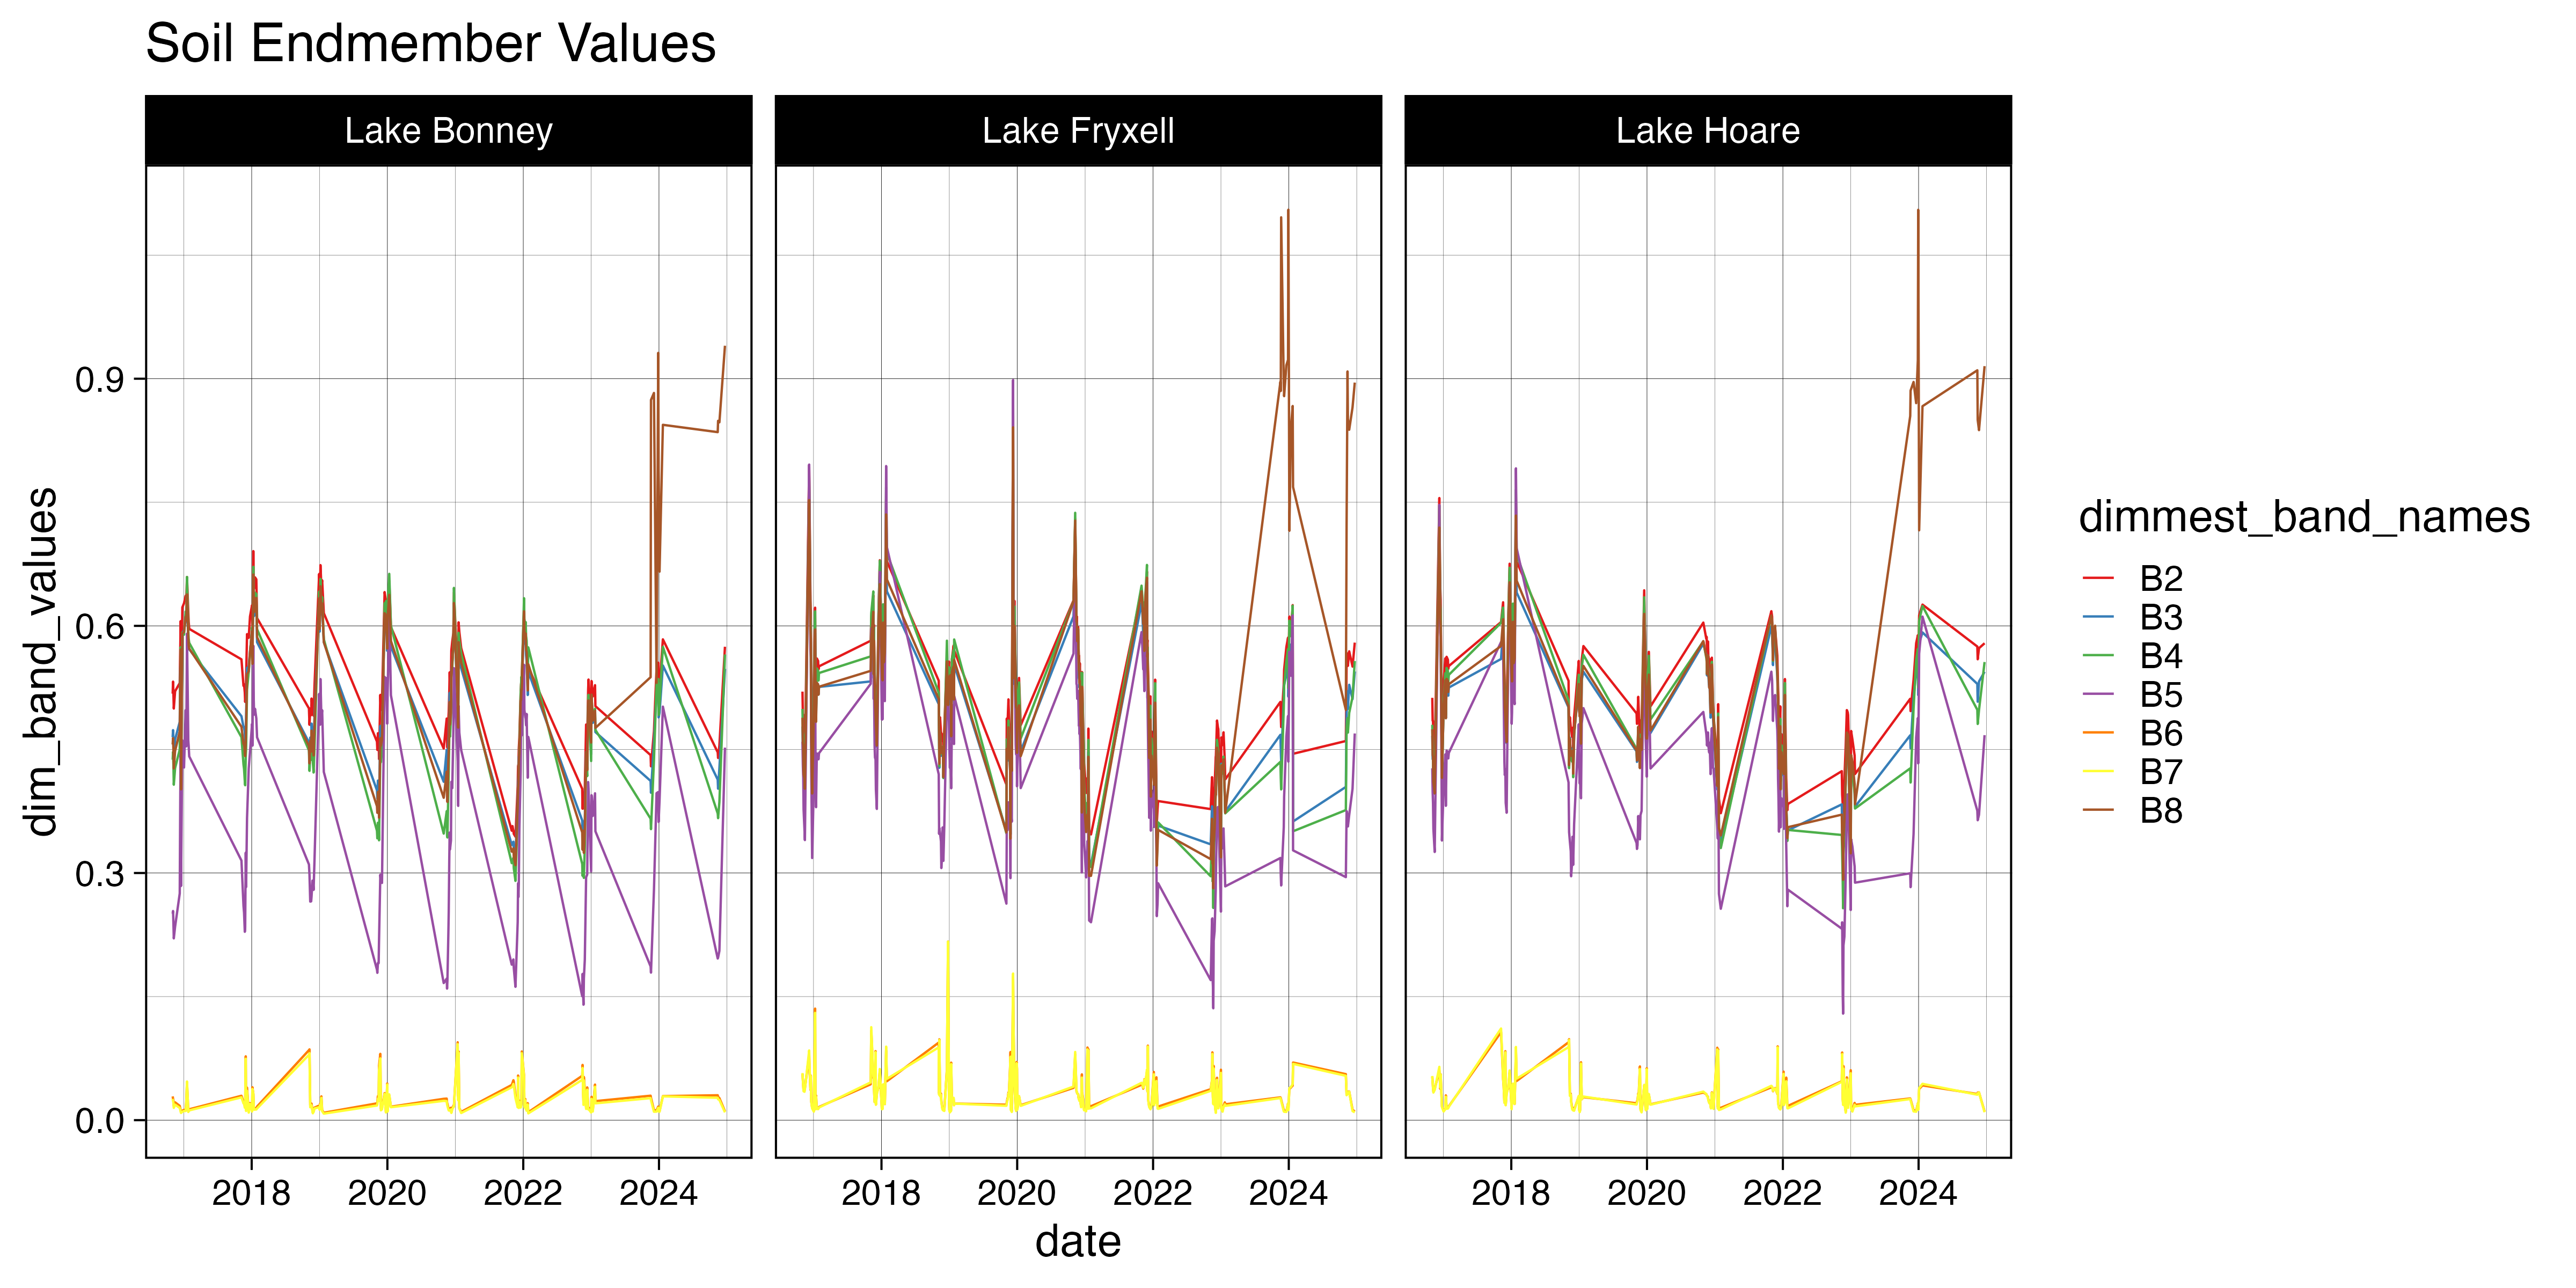 Soil Endmember Values
Lake Bonney
Lake Fryxell
Lake Hoare
dim_band_values
0.9
0.6
0.3
0.0
2018 2020 2022 2024
2018 2020 2022 2024
2018 2020 2022 2024
date
dimmest_band_names
B2
B3
B4
B5
B6
B7
B8